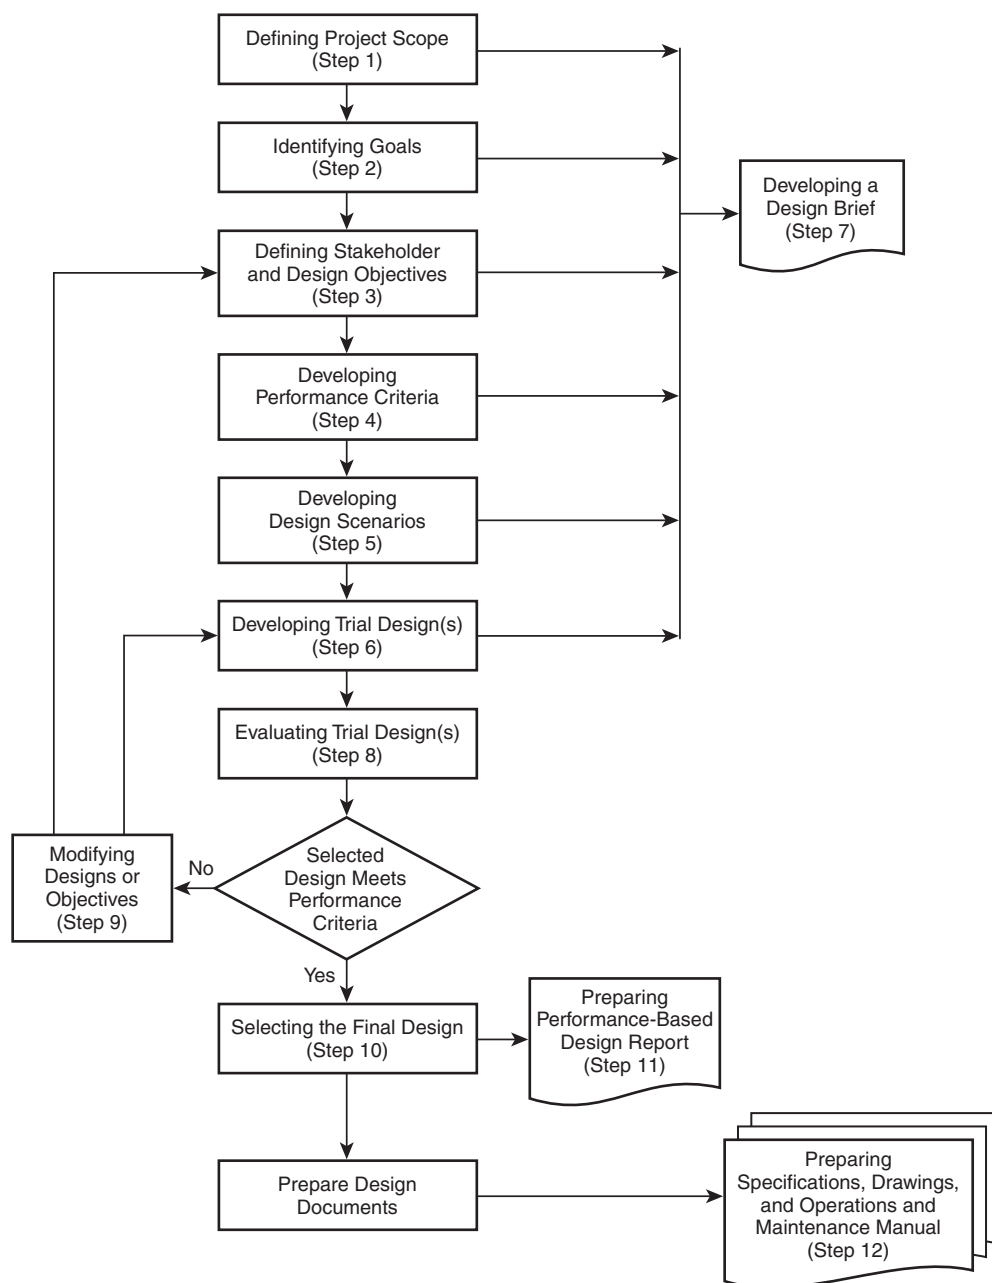 Defining Project Scope
(Step 1)
Identifying Goals
(Step 2)
Developing a
Design Brief
(Step 7)
Defining Stakeholder
and Design Objectives
(Step 3)
Developing
Performance Criteria
(Step 4)
Developing
Design Scenarios
(Step 5)
Developing Trial Design(s)
(Step 6)
Evaluating Trial Design(s)
(Step 8)
Modifying
Designs or
Objectives
(Step 9)
No
Selected
Design Meets
Performance
Criteria
Yes
Selecting the Final Design
(Step 10)
Preparing
Performance-Based
Design Report
(Step 11)
Prepare Design
Documents
Preparing
Specifications, Drawings,
and Operations and
Maintenance Manual
(Step 12)